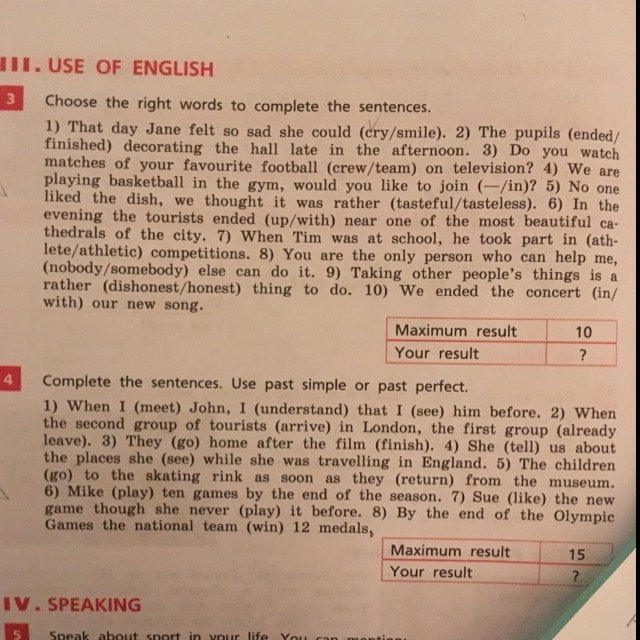 III. USE OF ENGLISH
3 Choose the right words to complete the sentences.
1) That day Jane felt so sad she could (cry/smile). 2) The pupils (ended/
finished) decorating the hall late in the afternoon. 3) Do you watch
matches of your favourite football (crew/team) on television? 4) We are
playing basketball in the gym, would you like to join (—/in)? 5) No one
liked the dish, we thought it was rather (tasteful/tasteless). 6) In the
evening the tourists ended (up/with) near one of the most beautiful ca-
thedrals of the city. 7) When Tim was at school, he took part in (ath-
lete/athletic) competitions. 8) You are the only person who can help me,
(nobody/somebody) else can do it. 9) Taking other people's things is a
rather (dishonest/honest) thing to do. 10) We ended the concert (in/
with) our new song.
Maximum result 10
Your result ?
4 Complete the sentences. Use past simple or past perfect.
1) When I (meet) John, I (understand) that I (see) him before. 2) When
the second group of tourists (arrive) in London, the first group (already
leave). 3) They (go) home after the film (finish). 4) She (tell) us about
the places she (see) while she was travelling in England. 5) The children
(go) to the skating rink as soon as they (return) from the museum.
6) Mike (play) ten games by the end of the season. 7) Sue (like) the new
game though she never (play) it before. 8) By the end of the Olympic
Games the national team (win) 12 medals,
Maximum result 15
Your result ?
IV. SPEAKING
5 Speak about sport in your life. You can mention: